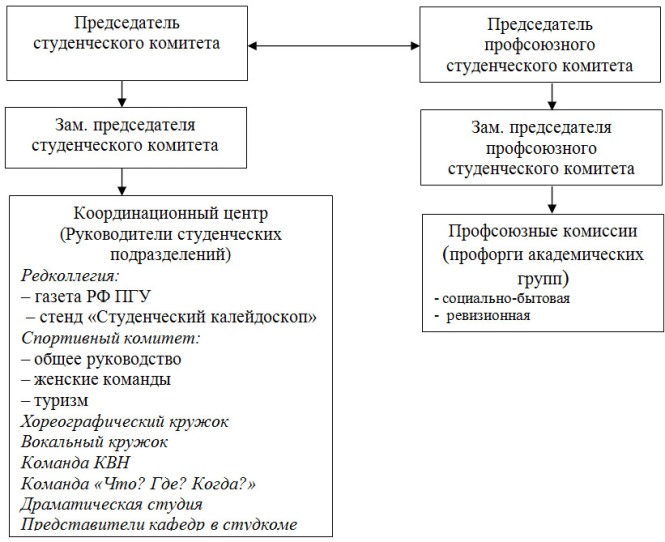 Председатель
студенческого комитета
Зам. председателя
студенческого комитета
Координационный центр
(Руководители студенческих
подразделений)
Редколлегия:
– газета РФ ПГУ
– стенд «Студенческий калейдоскоп»
Спортивный комитет:
– общее руководство
– женские команды
– туризм
Хореографический кружок
Вокальный кружок
Команда КВН
Команда «Что? Где? Когда?»
Драматическая студия
Представители кафедр в студкоме
Председатель
профсоюзного
студенческого комитета
Зам. председателя
профсоюзного
студенческого комитета
Профсоюзные комиссии
(профорги академических
групп)
- социально-бытовая
- ревизионная